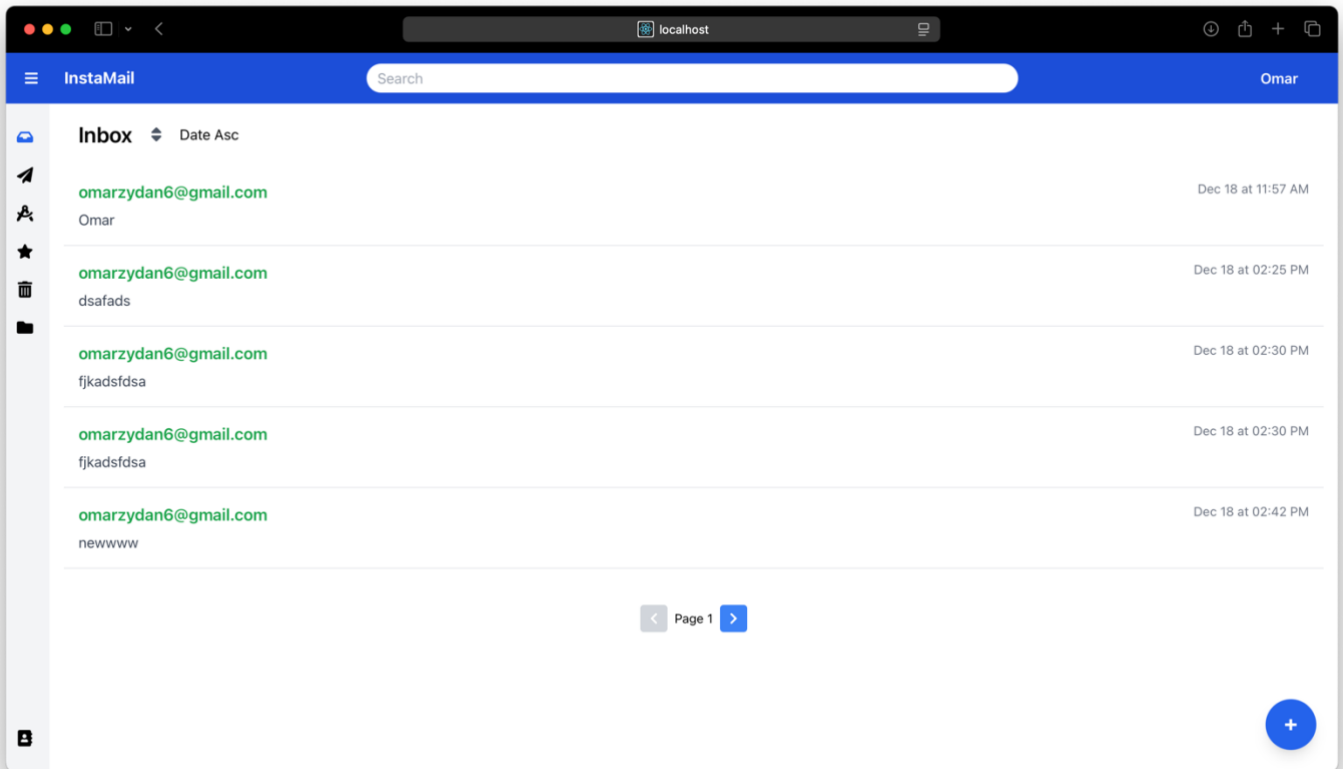 localhost
InstaMail
Search
Omar
Inbox Date Asc
omarzydan6@gmail.com Dec 18 at 11:57 AM
Omar
omarzydan6@gmail.com Dec 18 at 02:25 PM
dsafads
omarzydan6@gmail.com Dec 18 at 02:30 PM
fjkadsfdsa
omarzydan6@gmail.com Dec 18 at 02:30 PM
fjkadsfdsa
omarzydan6@gmail.com Dec 18 at 02:42 PM
newwww
Page 1